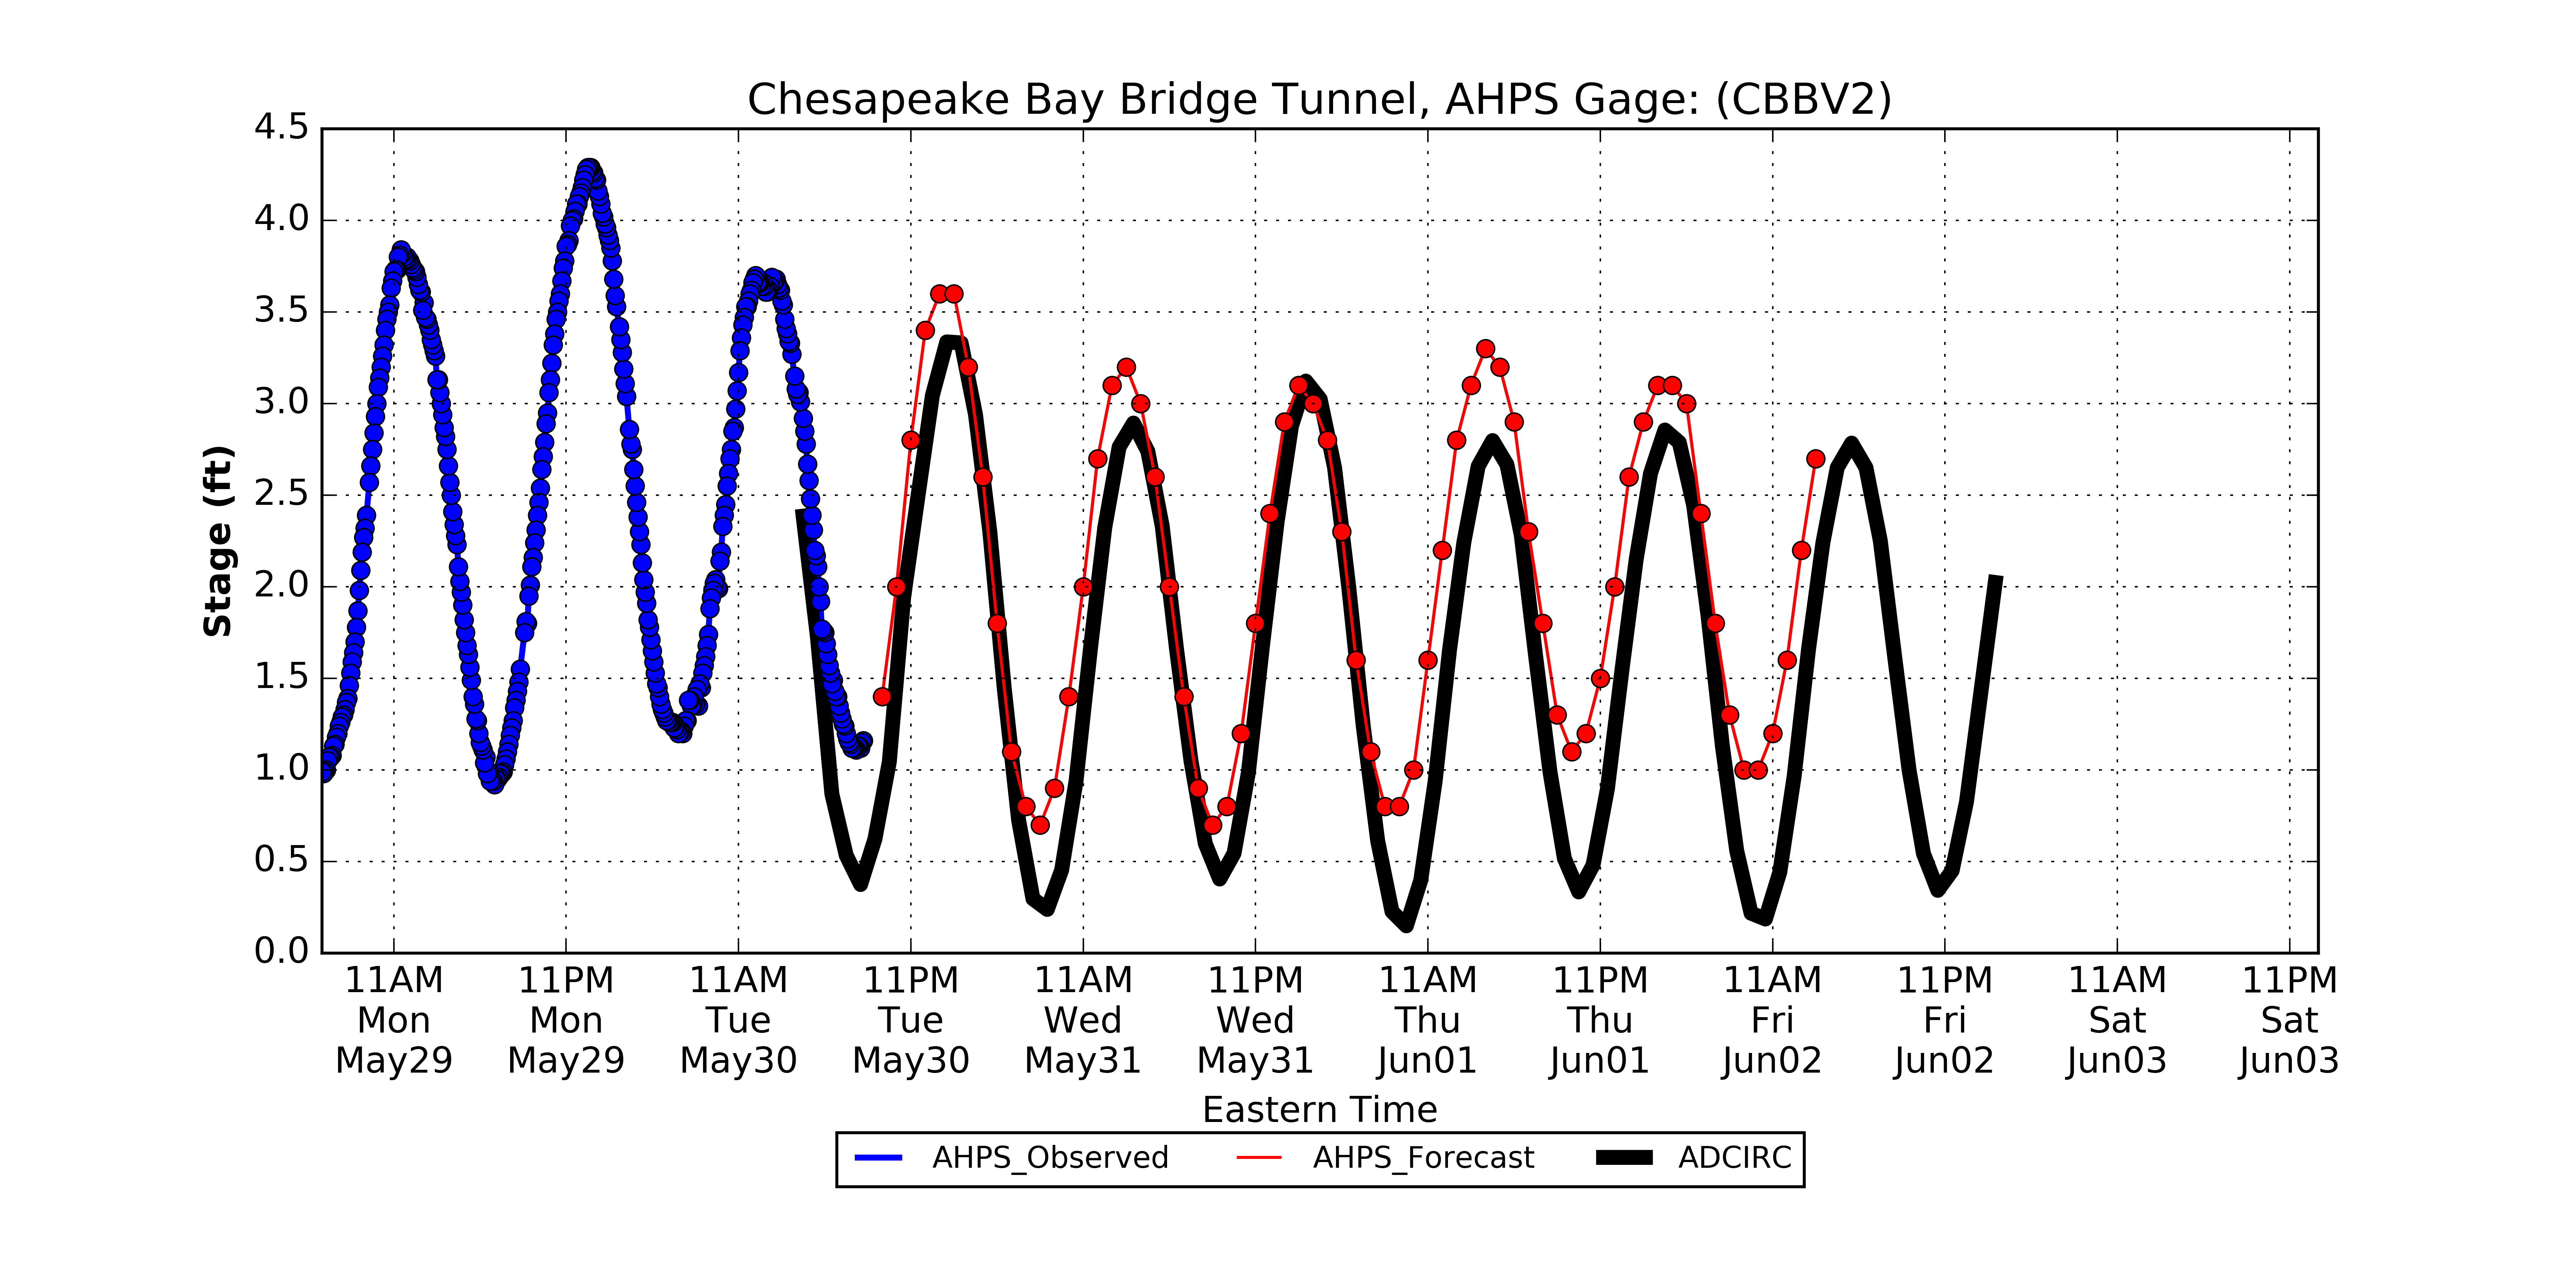 Chesapeake Bay Bridge Tunnel, AHPS Gage: (CBBV2)
4.5
4.0
3.5
3.0
2.5
2.0
1.5
1.0
0.5
0.0
Stage (ft)
11AM 11PM 11AM 11PM 11AM 11PM 11AM 11PM 11AM 11PM 11AM 11PM
Mon Mon Tue Tue Wed Wed Thu Thu Fri Fri Sat Sat
May29 May29 May30 May30 May31 May31 Jun01 Jun01 Jun02 Jun02 Jun03 Jun03
Eastern Time
AHPS_Observed AHPS_Forecast ADCIRC